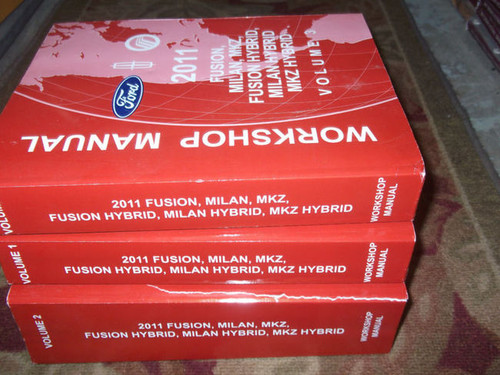 2011
FUSION,
MILAN, MKZ,
FUSION HYBRID,
MILAN HYBRID
MKZ HYBRID
VOLUME 3
Ford
WORKSHOP MANUAL
2011 FUSION, MILAN, MKZ,
FUSION HYBRID, MILAN HYBRID, MKZ HYBRID
WORKSHOP
MANUAL
VOLUME 1
2011 FUSION, MILAN, MKZ,
FUSION HYBRID, MILAN HYBRID, MKZ HYBRID
WORKSHOP
MANUAL
VOLUME 2
2011 FUSION, MILAN, MKZ,
FUSION HYBRID, MILAN HYBRID, MKZ HYBRID
WORKSHOP
MANUAL